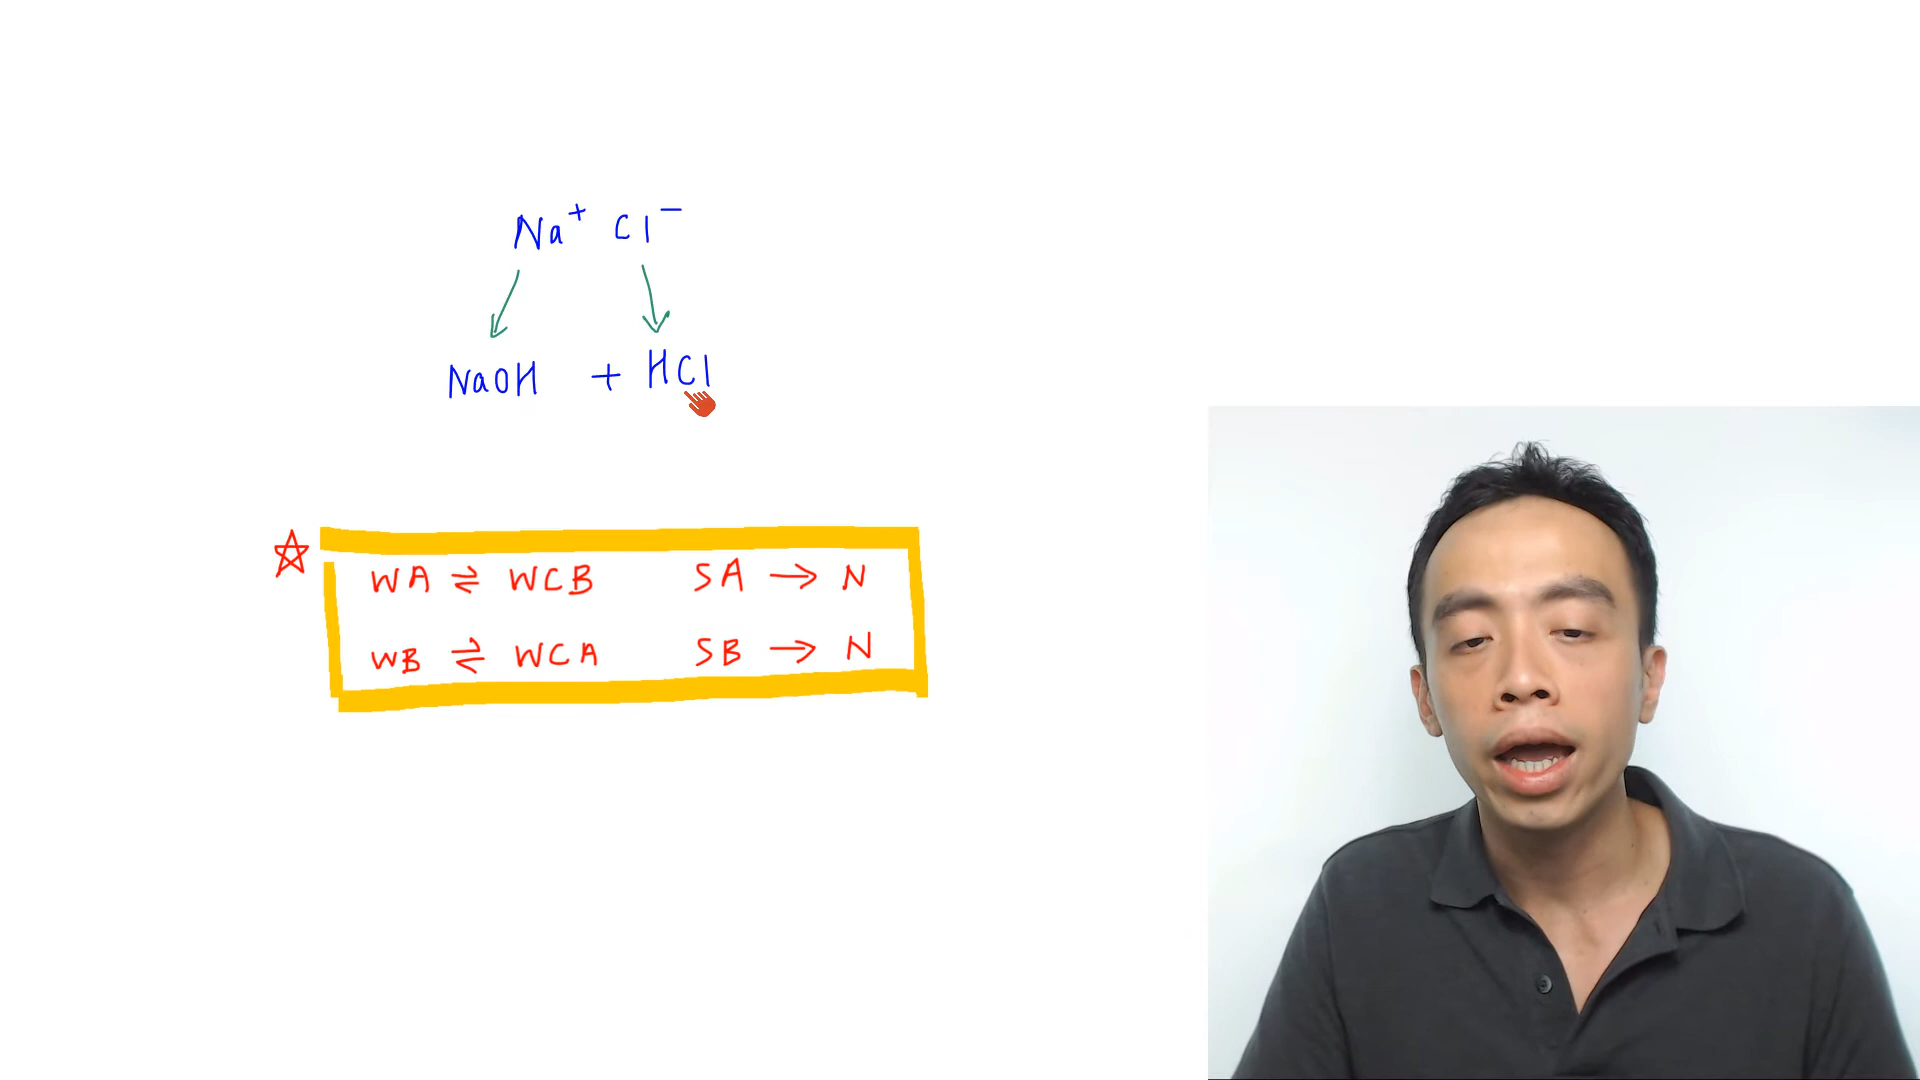 Na⁺ Cl⁻
NaOH + HCl
WA ⇌ WCB SA → N
WB ⇌ WCA SB → N